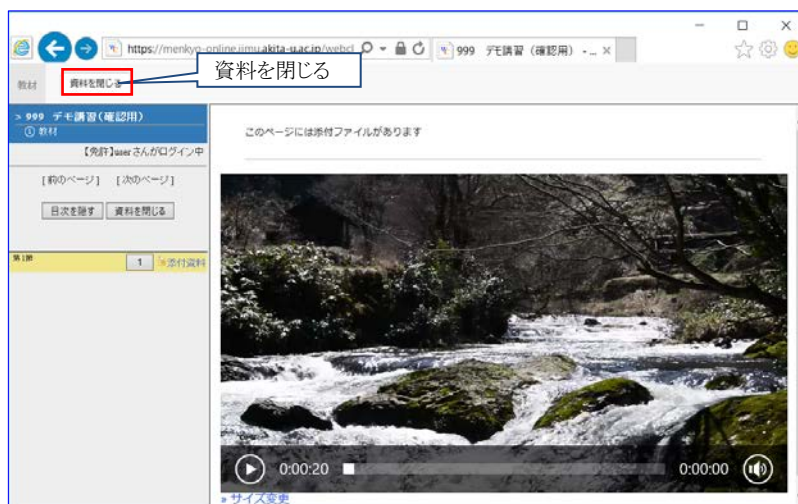 https://menkyo-online.jimu.akita-u.ac.jp/webcl
999 デモ講習（確認用） -... ×
教材
資料を閉じる
資料を閉じる
> 999 デモ講習(確認用)
① 教材
【免許】userさんがログイン中
[前のページ] [次のページ]
目次を隠す 資料を閉じる
第1節
1 添付資料
このページには添付ファイルがあります
0:00:20
0:00:00
» サイズ変更